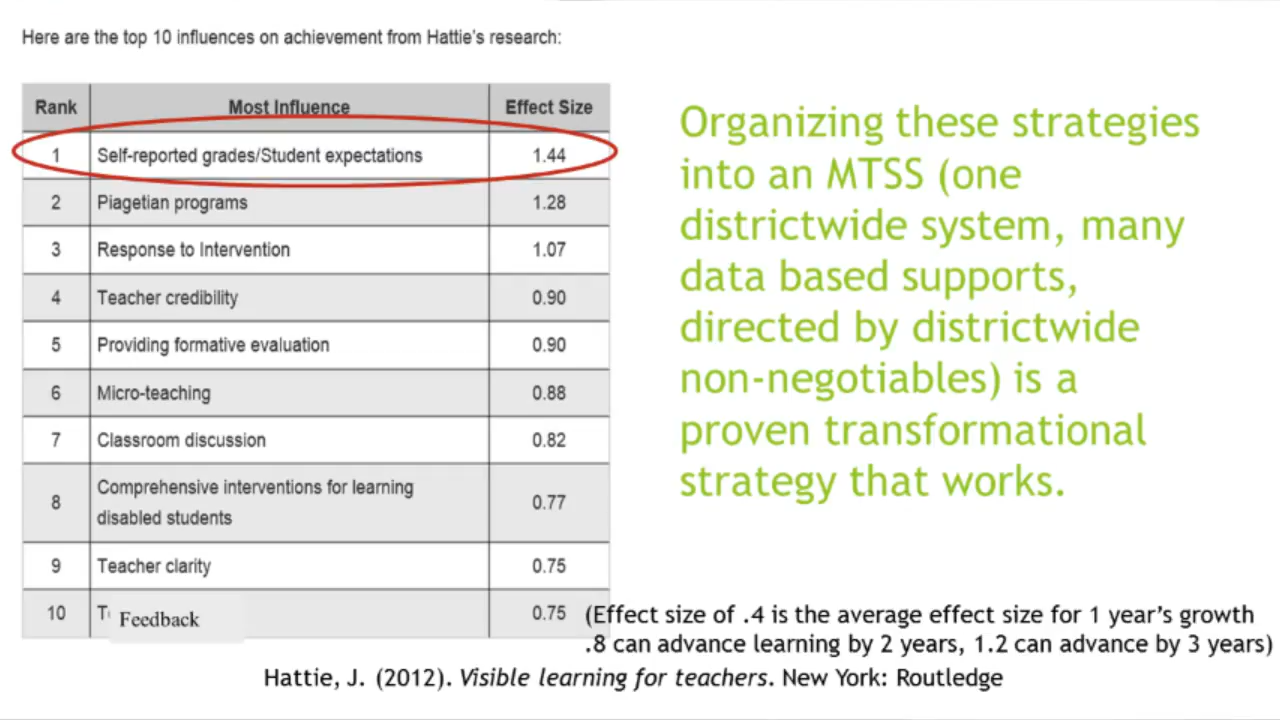 Here are the top 10 influences on achievement from Hattie's research:
Rank Most Influence Effect Size
1 Self-reported grades/Student expectations 1.44
2 Piagetian programs 1.28
3 Response to Intervention 1.07
4 Teacher credibility 0.90
5 Providing formative evaluation 0.90
6 Micro-teaching 0.88
7 Classroom discussion 0.82
8 Comprehensive interventions for learning
disabled students 0.77
9 Teacher clarity 0.75
10 Feedback 0.75
Organizing these strategies
into an MTSS (one
districtwide system, many
data based supports,
directed by districtwide
non-negotiables) is a
proven transformational
strategy that works.
(Effect size of .4 is the average effect size for 1 year's growth
.8 can advance learning by 2 years, 1.2 can advance by 3 years)
Hattie, J. (2012). Visible learning for teachers. New York: Routledge